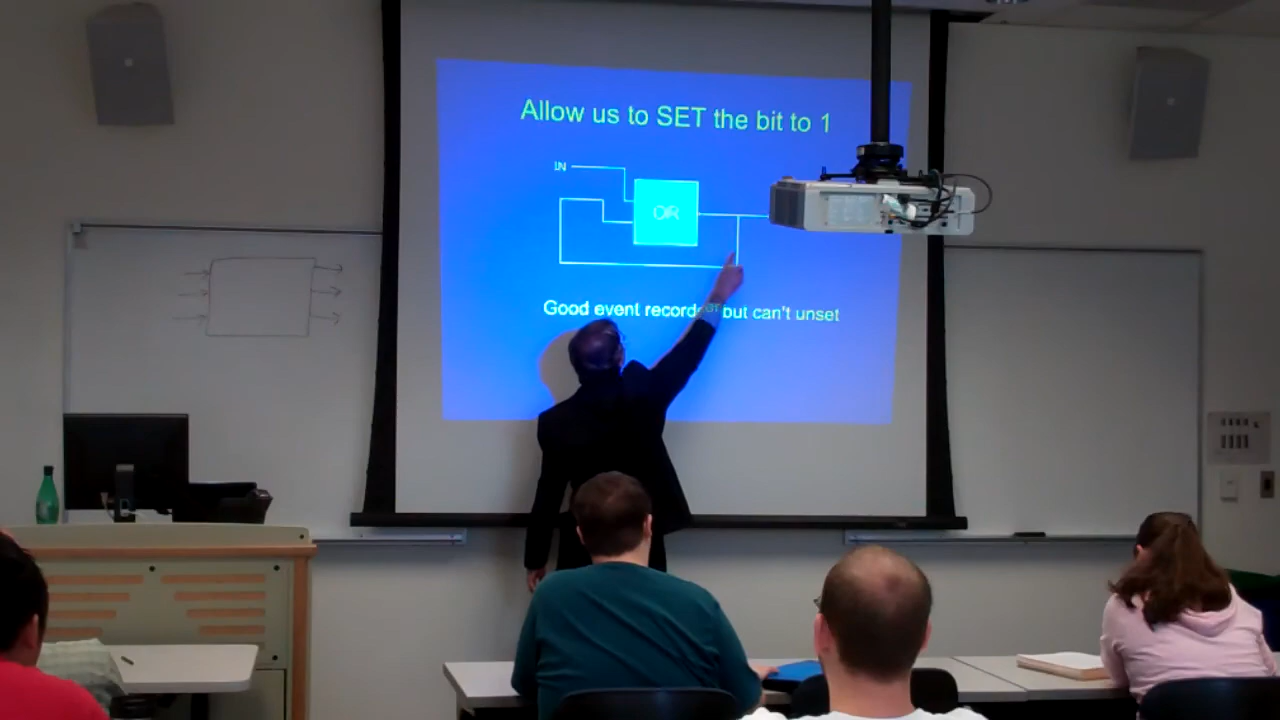 Allow us to SET the bit to 1
IN
OR
Good event recorder but can't unset